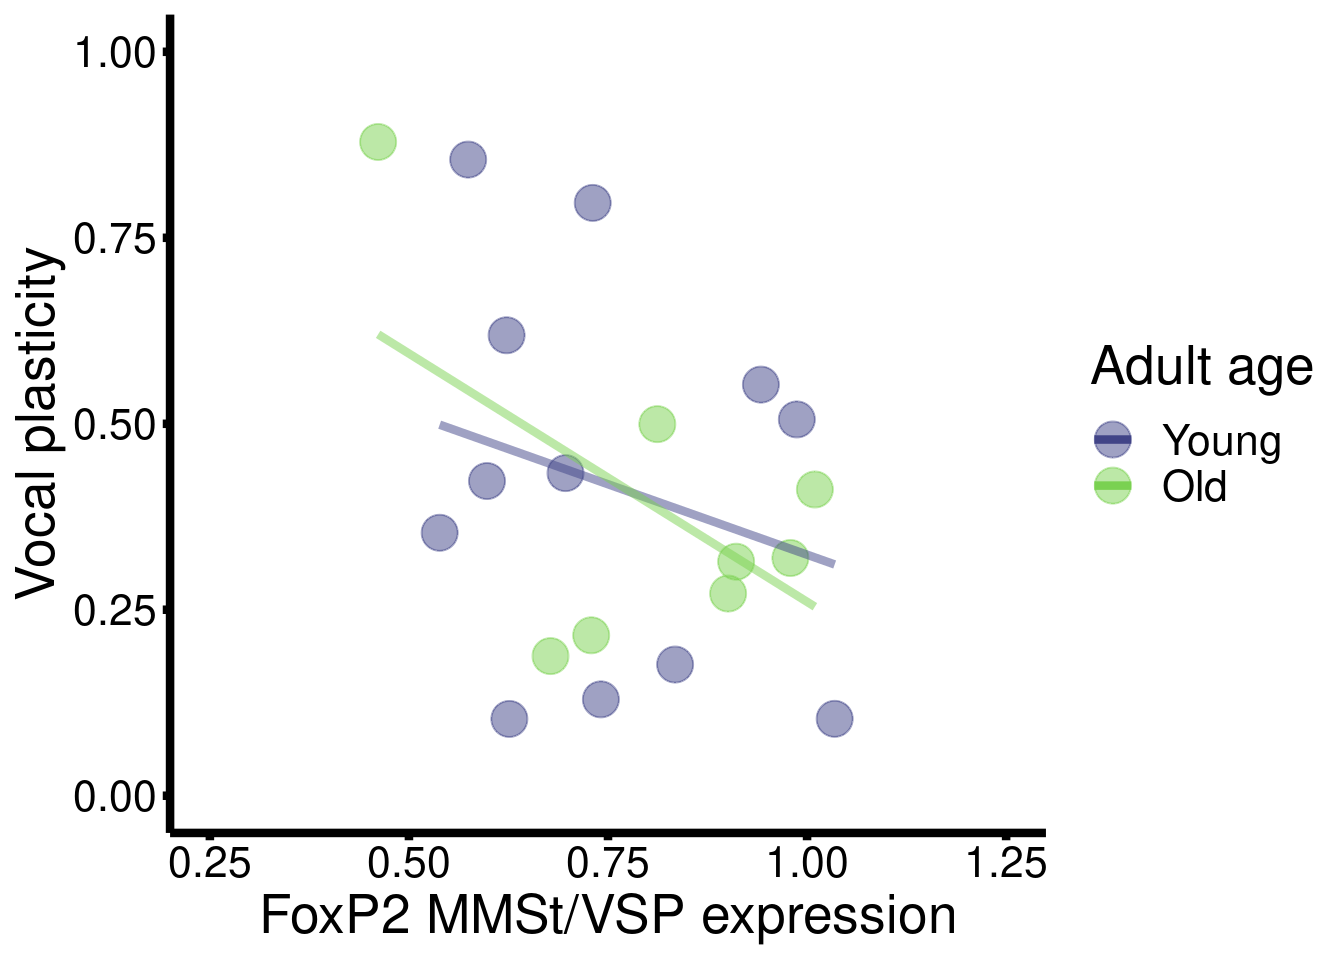 1.00
0.75
0.50
0.25
0.00
Vocal plasticity
0.25 0.50 0.75 1.00 1.25
FoxP2 MMSt/VSP expression
Adult age
Young
Old